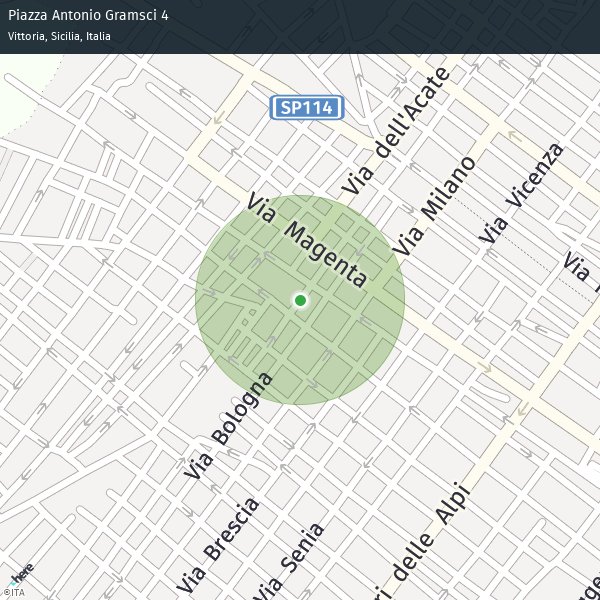 Piazza Antonio Gramsci 4
Vittoria, Sicilia, Italia
SP114
Via dell'Acate
Via Milano
Via Vicenza
Via Magenta
Via
Via Bologna
Via Brescia
Via Senia
ri delle Alpi
here
©ITA